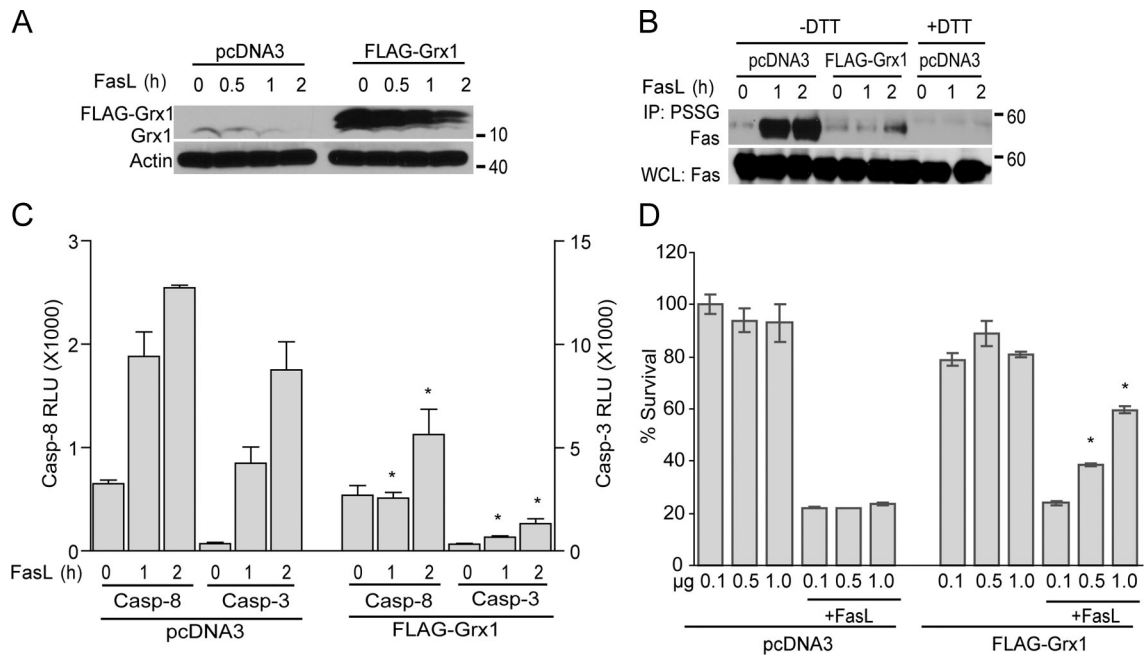 A
pcDNA3 FLAG-Grx1
FasL (h) 0 0.5 1 2 0 0.5 1 2
FLAG-Grx1
Grx1
10
Actin
40
B
-DTT +DTT
pcDNA3 FLAG-Grx1 pcDNA3
FasL (h) 0 1 2 0 1 2 0 1 2
IP: PSSG
Fas
60
WCL: Fas
60
C
Casp-8 RLU (X1000)
3
2
1
0
* * * *
15
10
5
0
Casp-3 RLU (X1000)
FasL (h) 0 1 2 0 1 2 0 1 2 0 1 2
Casp-8 Casp-3 Casp-8 Casp-3
pcDNA3 FLAG-Grx1
D
% Survival
120
100
80
60
40
20
0
* *
µg 0.1 0.5 1.0 0.1 0.5 1.0 0.1 0.5 1.0 0.1 0.5 1.0
+FasL +FasL
pcDNA3 FLAG-Grx1